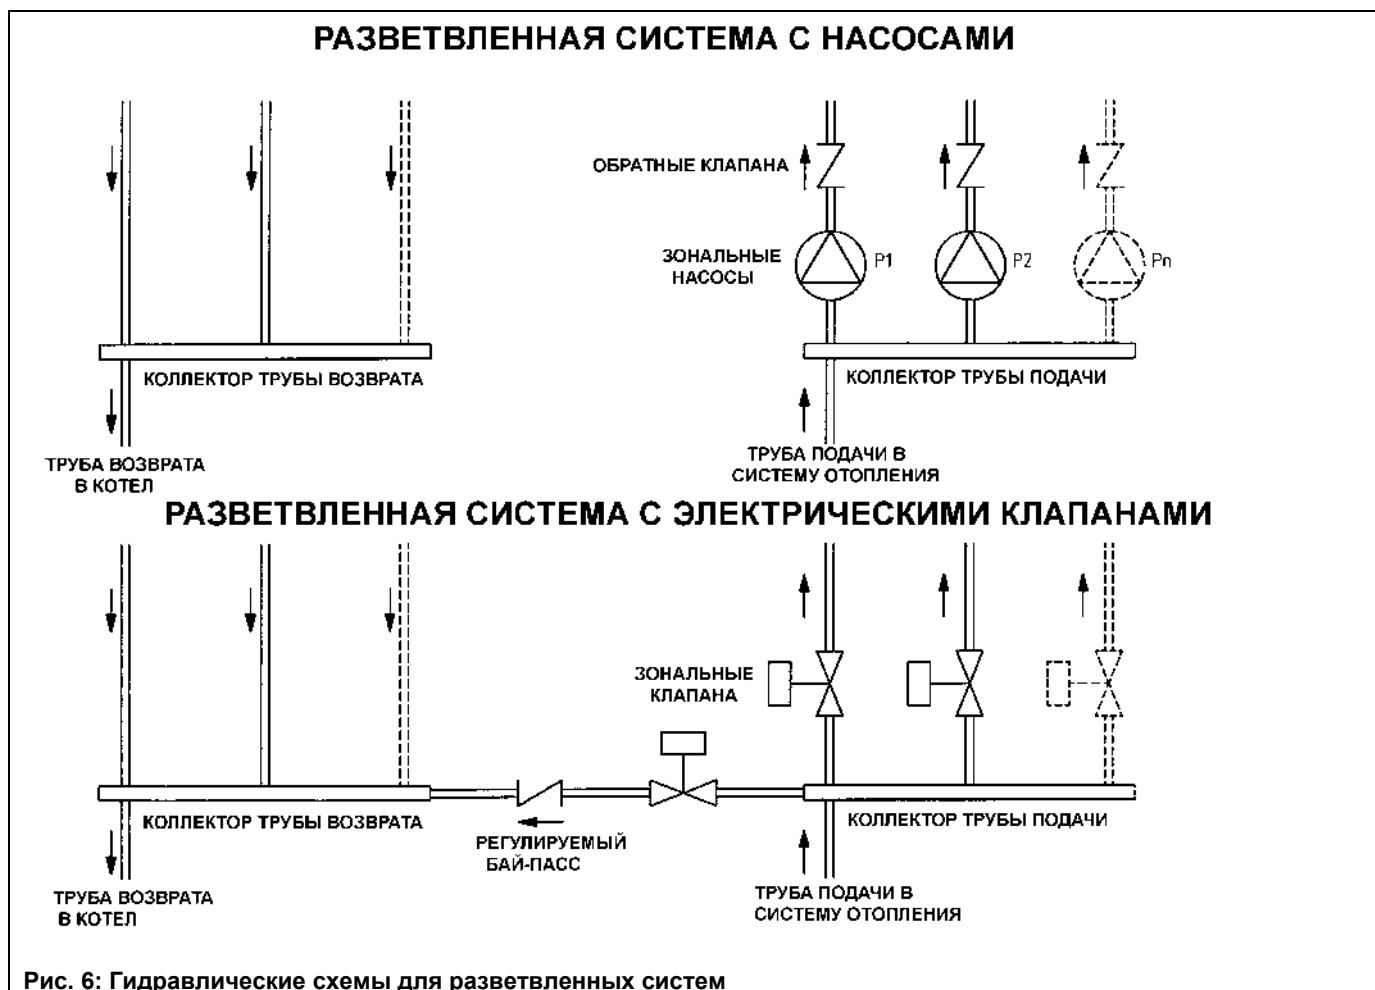 РАЗВЕТВЛЕННАЯ СИСТЕМА С НАСОСАМИ
ОБРАТНЫЕ КЛАПАНА
ЗОНАЛЬНЫЕ
НАСОСЫ
P1
P2
Pn
КОЛЛЕКТОР ТРУБЫ ВОЗВРАТА
КОЛЛЕКТОР ТРУБЫ ПОДАЧИ
ТРУБА ВОЗВРАТА
В КОТЕЛ
ТРУБА ПОДАЧИ В
СИСТЕМУ ОТОПЛЕНИЯ
РАЗВЕТВЛЕННАЯ СИСТЕМА С ЭЛЕКТРИЧЕСКИМИ КЛАПАНАМИ
ЗОНАЛЬНЫЕ
КЛАПАНА
КОЛЛЕКТОР ТРУБЫ ВОЗВРАТА
РЕГУЛИРУЕМЫЙ
БАЙ-ПАСС
КОЛЛЕКТОР ТРУБЫ ПОДАЧИ
ТРУБА ВОЗВРАТА
В КОТЕЛ
ТРУБА ПОДАЧИ В
СИСТЕМУ ОТОПЛЕНИЯ
Рис. 6: Гидравлические схемы для разветвленных систем